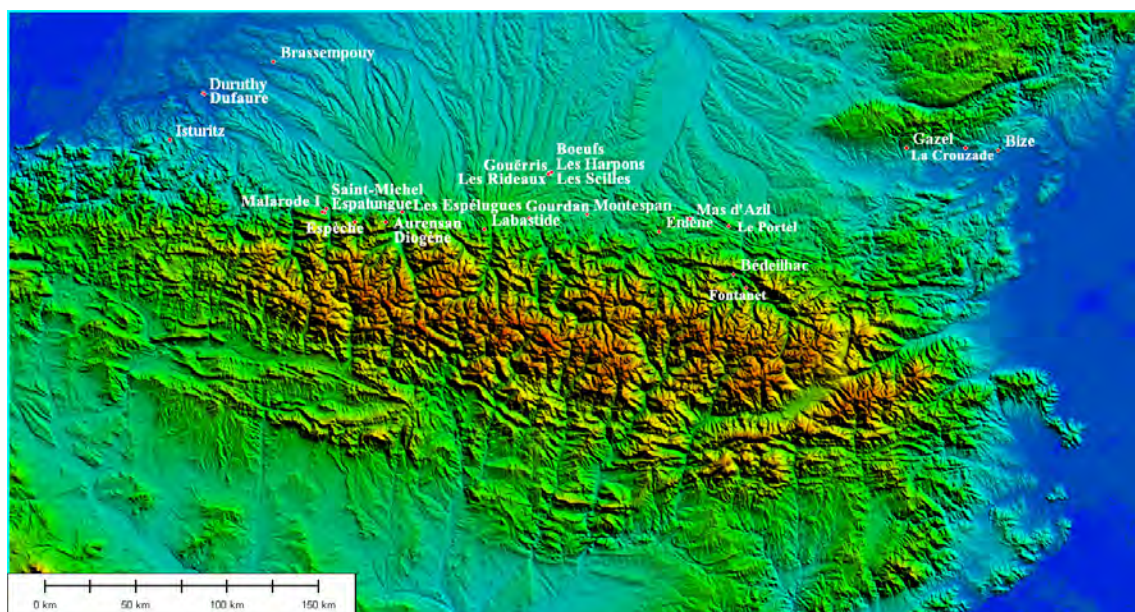 Brassempouy
Duruthy
Dufaure
Isturitz
Gazel
La Crouzade
Bize
Boeufs
Gouërris
Les Harpons
Les Rideaux
Les Scilles
Saint-Michel
Malarode I
Espalungue
Les Espélugues
Gourdan
Montespan
Labastide
Espèche
Aurensan
Diogène
Mas d'Azil
Enlène
Le Portel
Bédeilhac
Fontanet
0 km 50 km 100 km 150 km